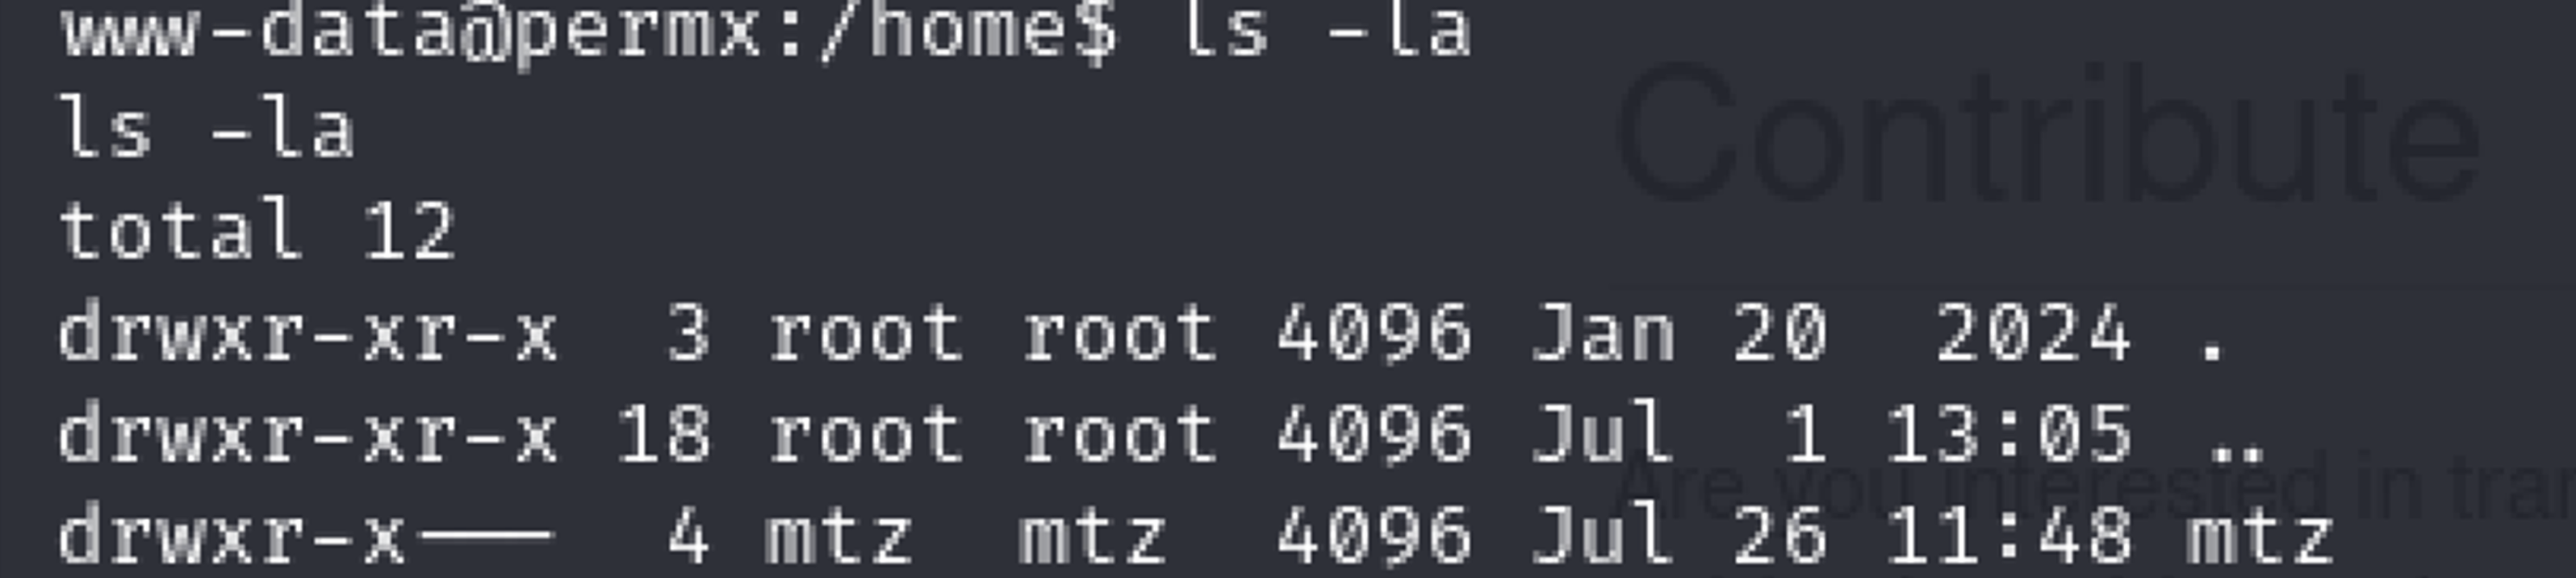 www-data@permx:/home$ ls -la
ls -la
total 12
drwxr-xr-x  3 root root 4096 Jan 20  2024 .
drwxr-xr-x 18 root root 4096 Jul  1 13:05 ..
drwxr-x---  4 mtz  mtz  4096 Jul 26 11:48 mtz
Contribute
Are you interested in